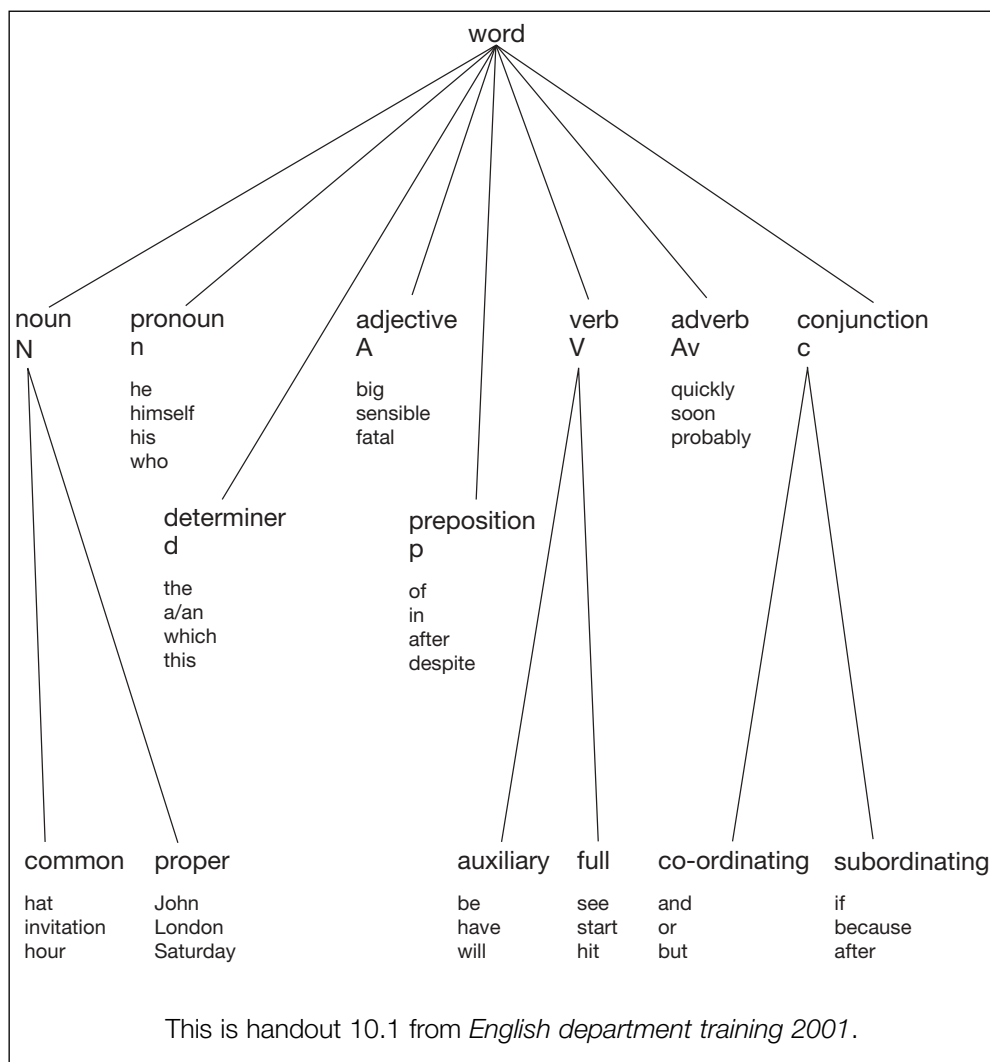 word
noun
N
pronoun
n
he
himself
his
who
adjective
A
big
sensible
fatal
verb
V
adverb
Av
quickly
soon
probably
conjunction
c
determiner
d
the
a/an
which
this
preposition
p
of
in
after
despite
common
hat
invitation
hour
proper
John
London
Saturday
auxiliary
be
have
will
full
see
start
hit
co-ordinating
and
or
but
subordinating
if
because
after
This is handout 10.1 from English department training 2001.